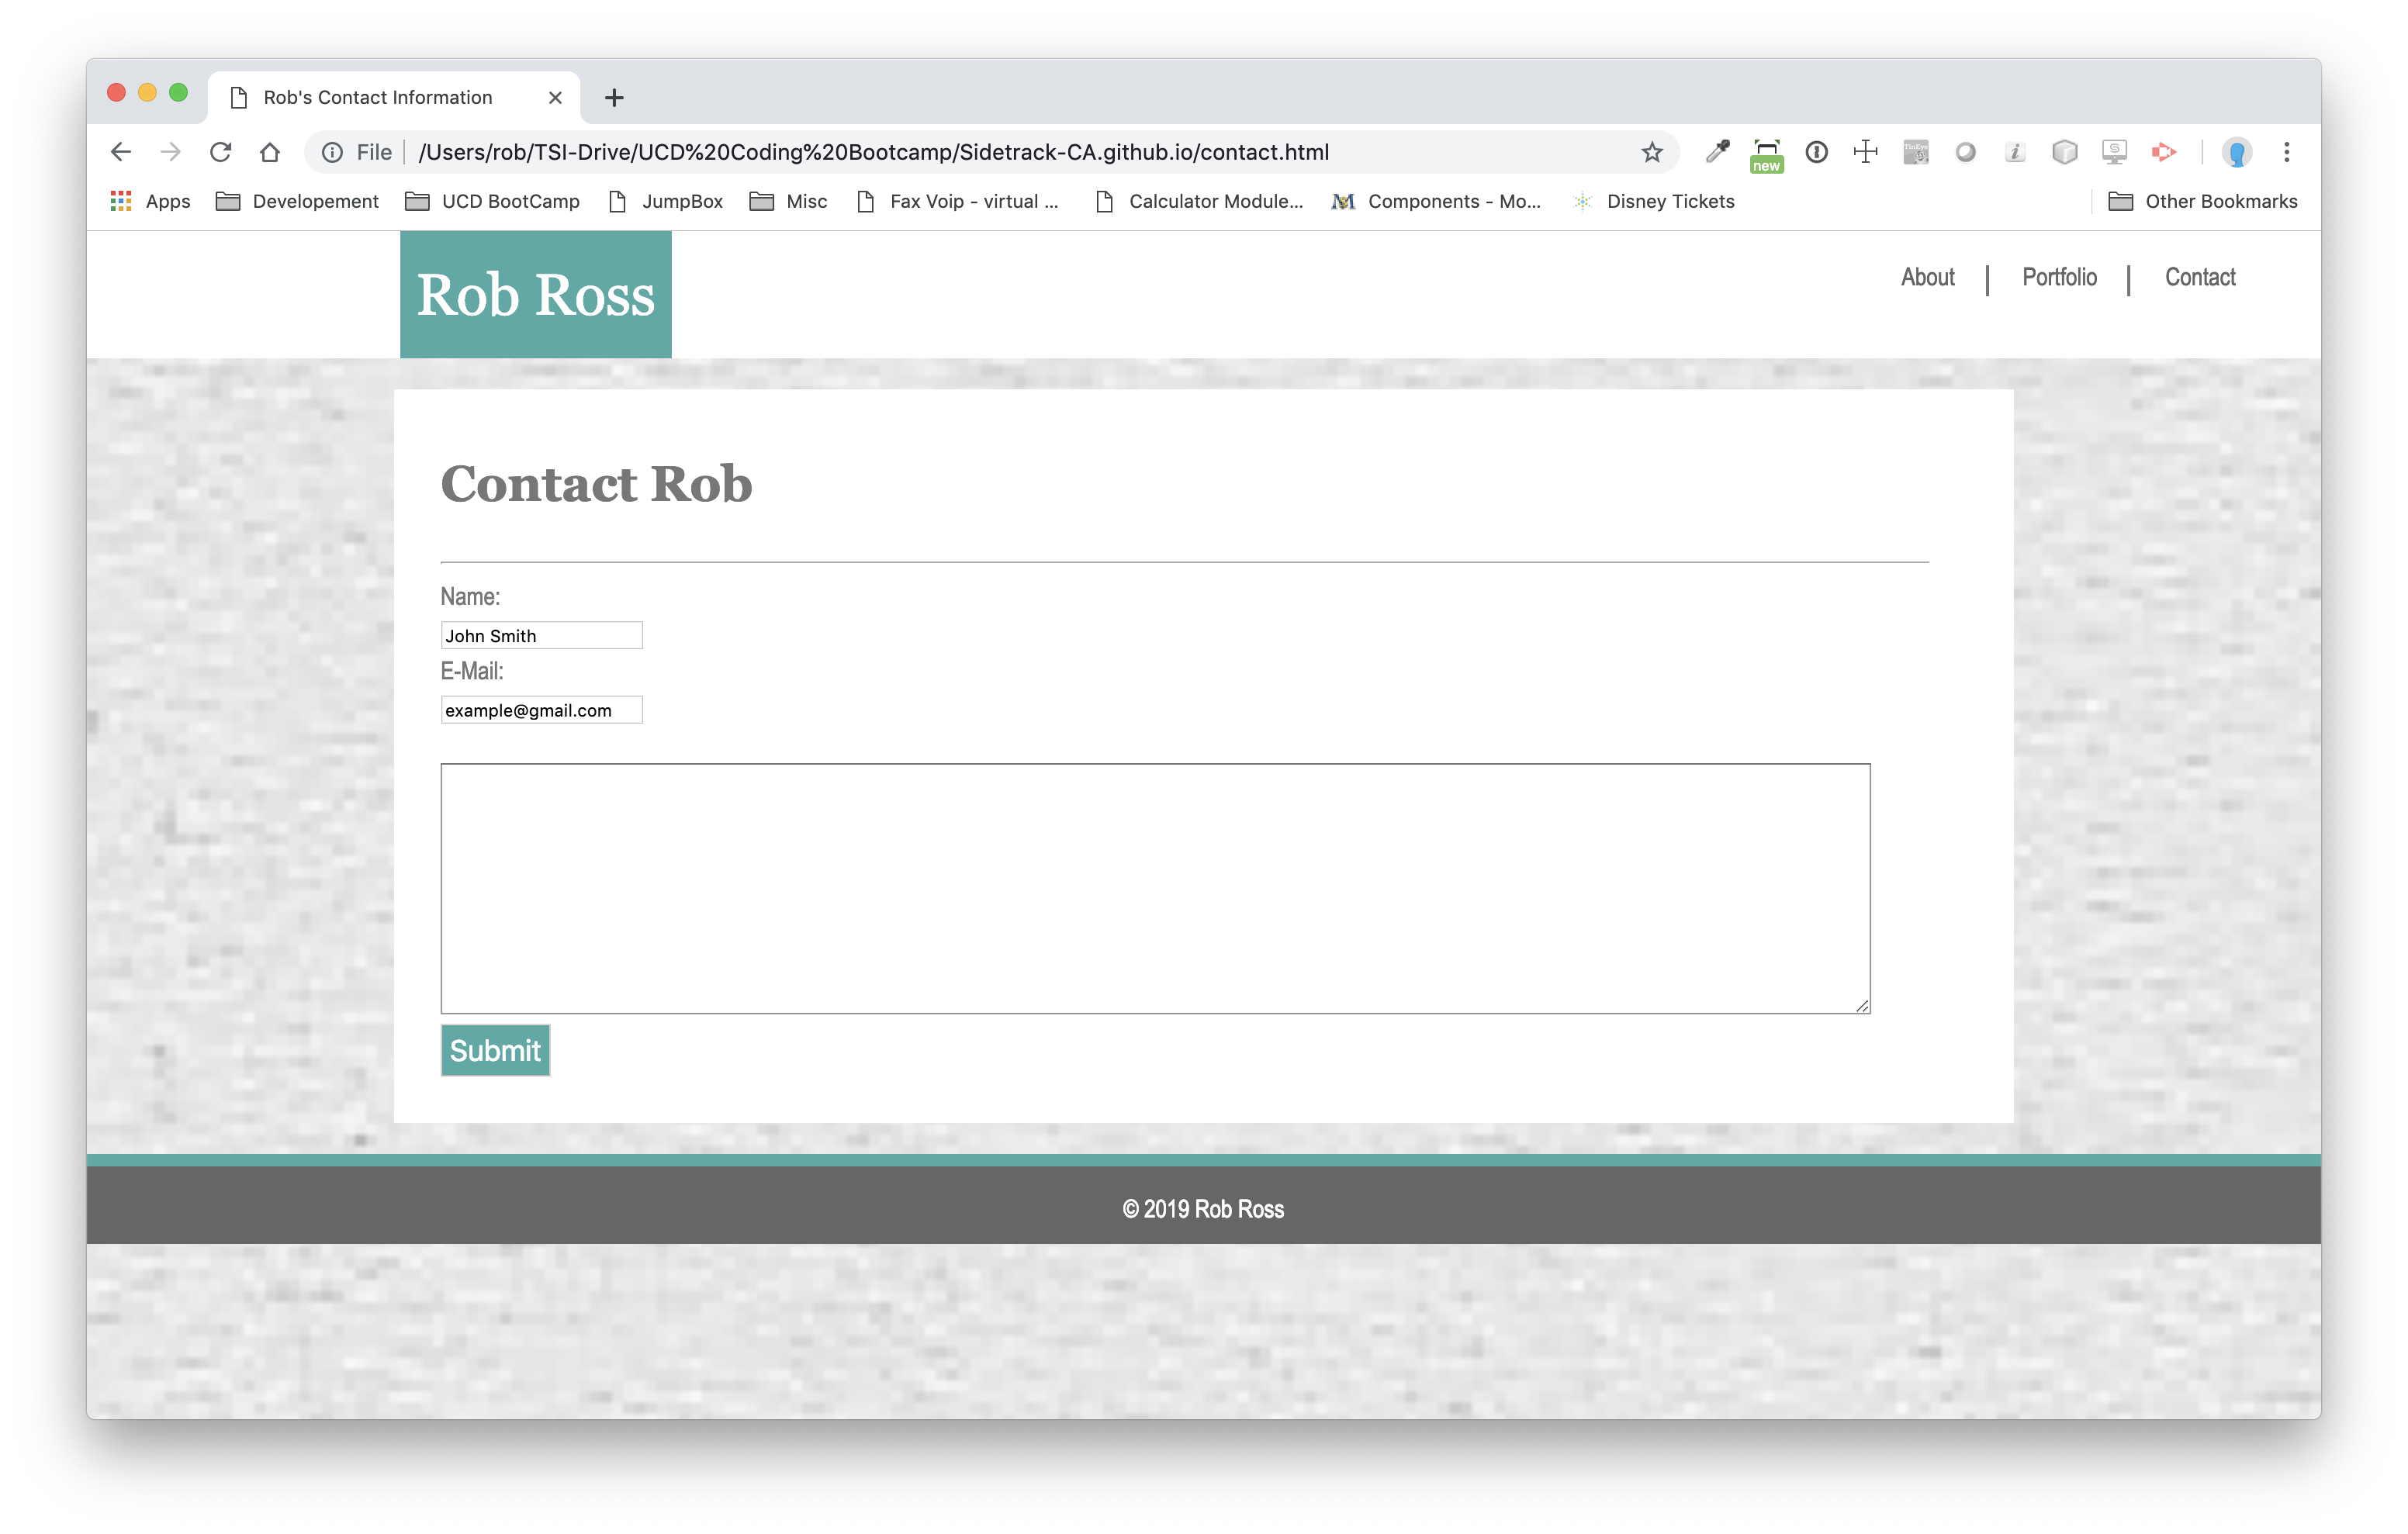 Rob's Contact Information
File /Users/rob/TSI-Drive/UCD%20Coding%20Bootcamp/Sidetrack-CA.github.io/contact.html
new
Apps Developement UCD BootCamp JumpBox Misc Fax Voip - virtual ... Calculator Module... Components - Mo... Disney Tickets Other Bookmarks
Rob Ross
About | Portfolio | Contact
Contact Rob
Name:
John Smith
E-Mail:
example@gmail.com
Submit
© 2019 Rob Ross